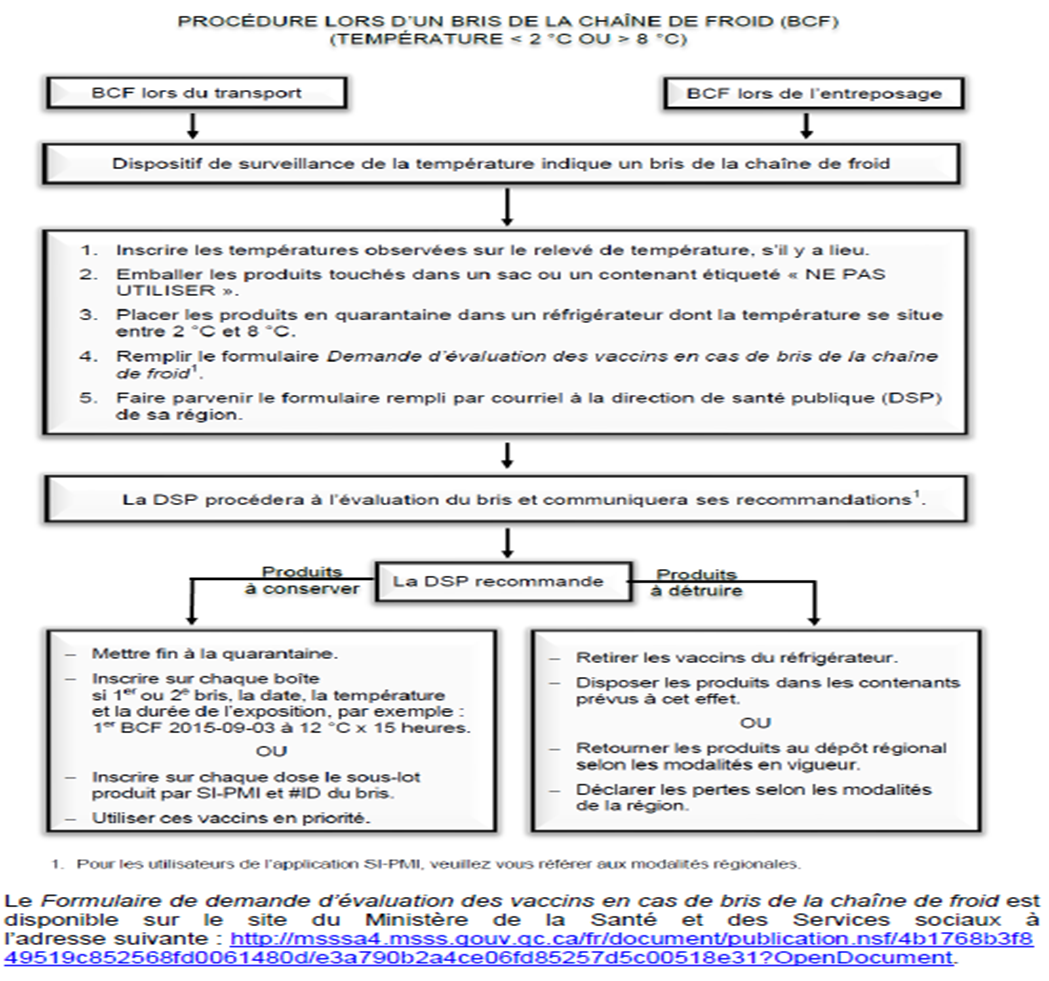 PROCÉDURE LORS D'UN BRIS DE LA CHAÎNE DE FROID (BCF)
(TEMPÉRATURE < 2 °C OU > 8 °C)
BCF lors du transport
BCF lors de l'entreposage
Dispositif de surveillance de la température indique un bris de la chaîne de froid
1. Inscrire les températures observées sur le relevé de température, s'il y a lieu.
2. Emballer les produits touchés dans un sac ou un contenant étiqueté « NE PAS
UTILISER ».
3. Placer les produits en quarantaine dans un réfrigérateur dont la température se situe
entre 2 °C et 8 °C.
4. Remplir le formulaire Demande d'évaluation des vaccins en cas de bris de la chaîne
de froid¹.
5. Faire parvenir le formulaire rempli par courriel à la direction de santé publique (DSP)
de sa région.
La DSP procédera à l'évaluation du bris et communiquera ses recommandations¹.
La DSP recommande
Produits
à conserver
– Mettre fin à la quarantaine.
– Inscrire sur chaque boîte
si 1er ou 2e bris, la date, la température
et la durée de l'exposition, par exemple :
1er BCF 2015-09-03 à 12 °C x 15 heures.
OU
– Inscrire sur chaque dose le sous-lot
produit par SI-PMI et #ID du bris.
– Utiliser ces vaccins en priorité.
Produits
à détruire
– Retirer les vaccins du réfrigérateur.
– Disposer les produits dans les contenants
prévus à cet effet.
OU
– Retourner les produits au dépôt régional
selon les modalités en vigueur.
– Déclarer les pertes selon les modalités
de la région.
1. Pour les utilisateurs de l'application SI-PMI, veuillez vous référer aux modalités régionales.
Le Formulaire de demande d'évaluation des vaccins en cas de bris de la chaîne de froid est
disponible sur le site du Ministère de la Santé et des Services sociaux à
l'adresse suivante : http://msssa4.msss.gouv.qc.ca/fr/document/publication.nsf/4b1768b3f8
49519c852568fd0061480d/e3a790b2a4ce06fd85257d5c00518e31?OpenDocument.